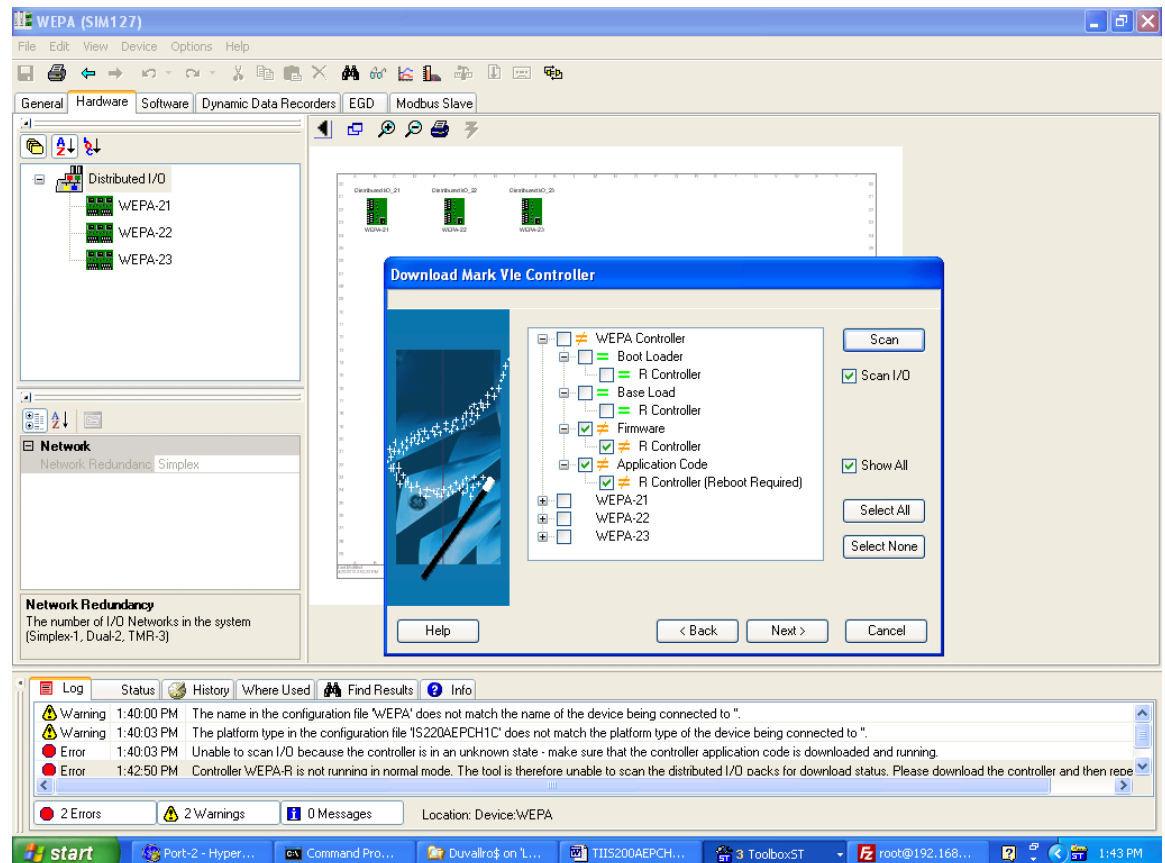 WEPA (SIM127)
File Edit View Device Options Help
General Hardware Software Dynamic Data Recorders EGD Modbus Slave
Distributed I/O
WEPA-21
WEPA-22
WEPA-23
Network
Network Redundanc Simplex
Network Redundancy
The number of I/O Networks in the system
(Simplex-1, Dual-2, TMR-3)
DistributedIO_21 DistributedIO_22 DistributedIO_23
WEPA-21 WEPA-22 WEPA-23
Download Mark VIe Controller
WEPA Controller
Boot Loader
R Controller
Base Load
R Controller
Firmware
R Controller
Application Code
R Controller (Reboot Required)
WEPA-21
WEPA-22
WEPA-23
Scan
Scan I/O
Show All
Select All
Select None
Help < Back Next > Cancel
Log Status History Where Used Find Results Info
Warning 1:40:00 PM The name in the configuration file 'WEPA' does not match the name of the device being connected to ''.
Warning 1:40:03 PM The platform type in the configuration file 'IS220AEPCH1C' does not match the platform type of the device being connected to ''.
Error 1:40:03 PM Unable to scan I/O because the controller is in an unknown state - make sure that the controller application code is downloaded and running.
Error 1:42:50 PM Controller WEPA-R is not running in normal mode. The tool is therefore unable to scan the distributed I/O packs for download status. Please download the controller and then repe
2 Errors 2 Warnings 0 Messages Location: Device:WEPA
start Port-2 - Hyper... Command Pro... Duvallro$ on 'L... TIIS200AEPCH... 3 ToolboxST root@192.168... 1:43 PM